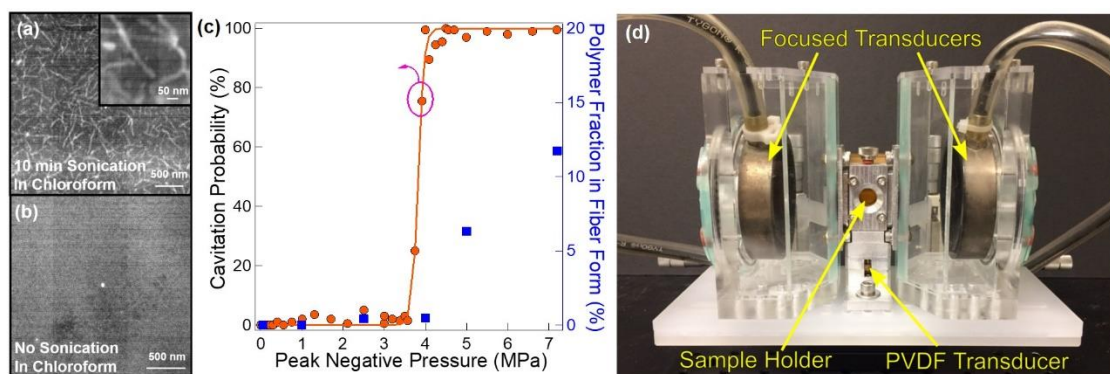 (a)
50 nm
10 min Sonication
In Chloroform
500 nm
(b)
No Sonication
In Chloroform
500 nm
(c)
Cavitation Probability (%)
100
80
60
40
20
0
0 1 2 3 4 5 6 7
Peak Negative Pressure (MPa)
20
15
10
5
0
Polymer Fraction in Fiber Form (%)
(d)
TYGON®
Focused Transducers
Sample Holder
PVDF Transducer